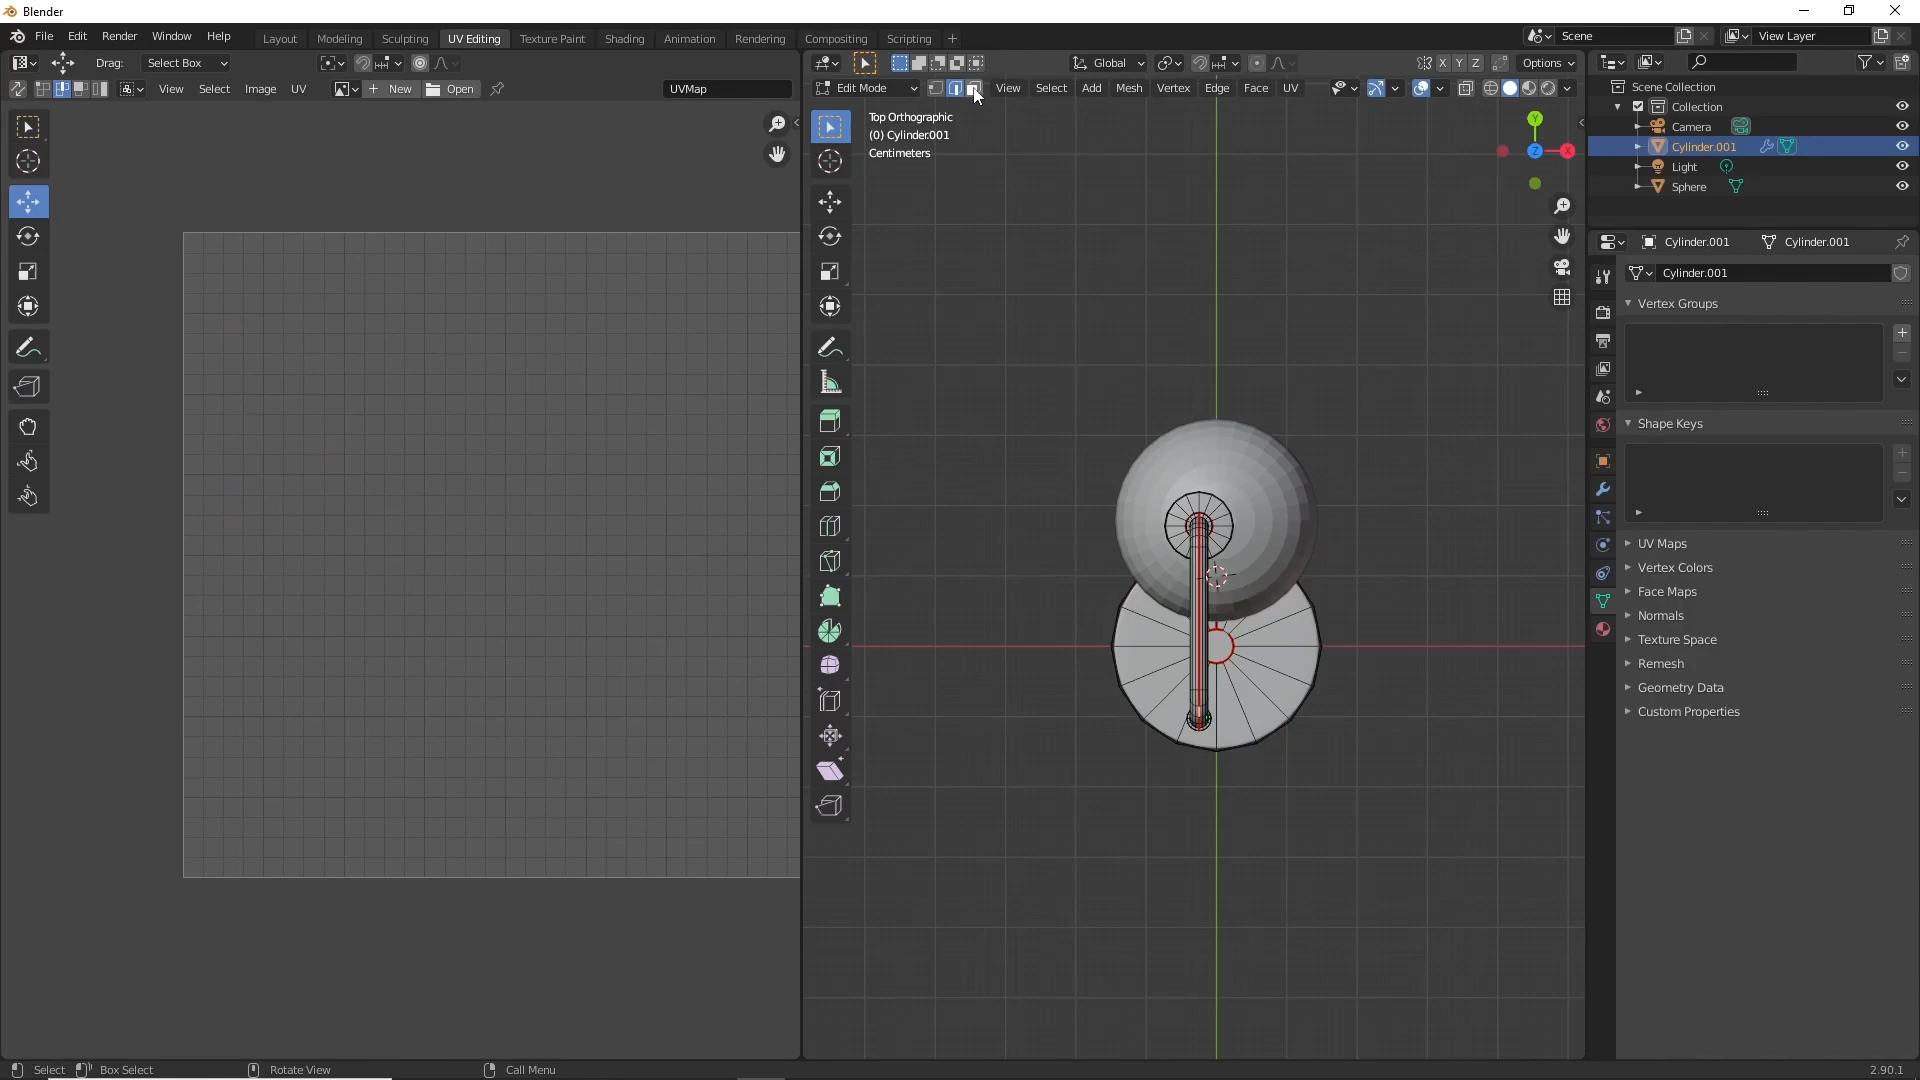 Blender
File Edit Render Window Help
Layout Modeling Sculpting UV Editing Texture Paint Shading Animation Rendering Compositing Scripting +
Scene
View Layer
Drag: Select Box
Global
X Y Z Options
View Select Image UV
+ New Open
UVMap
Edit Mode
View Select Add Mesh Vertex Edge Face UV
Top Orthographic
(0) Cylinder.001
Centimeters
Y
Z
X
Scene Collection
Collection
Camera
Cylinder.001
Light
Sphere
Cylinder.001 Cylinder.001
Cylinder.001
Vertex Groups
Shape Keys
UV Maps
Vertex Colors
Face Maps
Normals
Texture Space
Remesh
Geometry Data
Custom Properties
Select Box Select Rotate View Call Menu 2.90.1